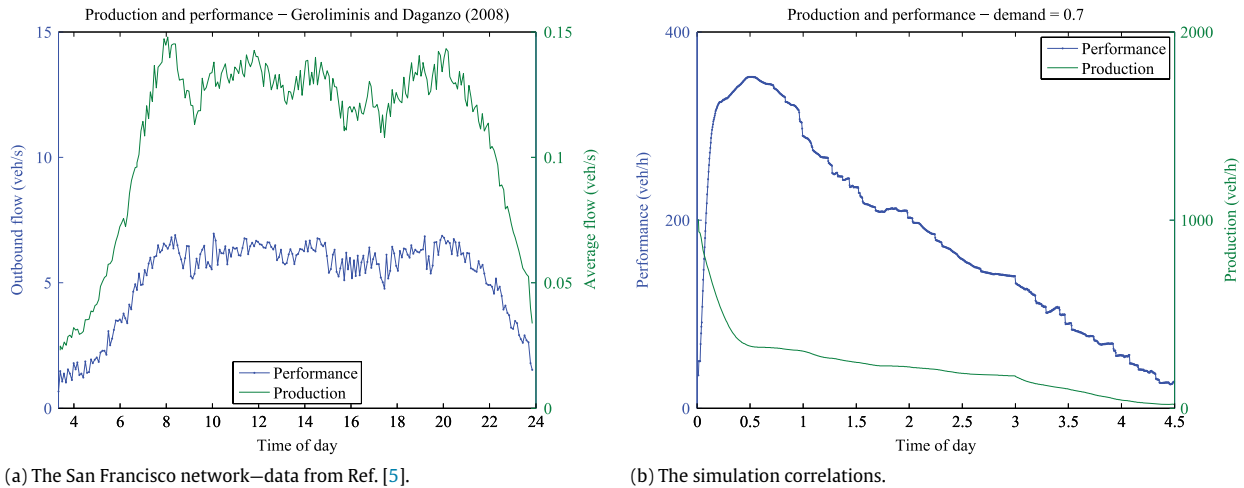 Production and performance – Geroliminis and Daganzo (2008)
15
10
5
0
Outbound flow (veh/s)
0.15
0.1
0.05
0
Average flow (veh/s)
Performance
Production
4 6 8 10 12 14 16 18 20 22 24
Time of day
(a) The San Francisco network—data from Ref. [5].
Production and performance – demand = 0.7
400
200
0
Performance (veh/h)
2000
1000
0
Production (veh/h)
Performance
Production
0 0.5 1 1.5 2 2.5 3 3.5 4 4.5
Time of day
(b) The simulation correlations.